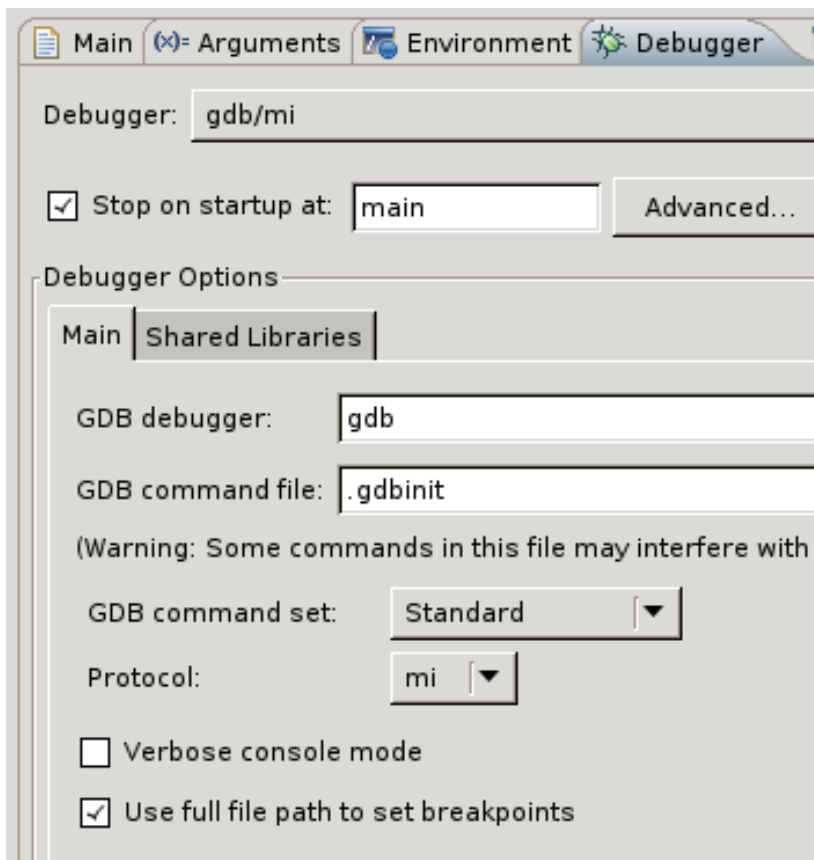 Main (x)= Arguments Environment Debugger
Debugger: gdb/mi
Stop on startup at: main Advanced...
Debugger Options
Main Shared Libraries
GDB debugger: gdb
GDB command file: .gdbinit
(Warning: Some commands in this file may interfere with
GDB command set: Standard
Protocol: mi
Verbose console mode
Use full file path to set breakpoints